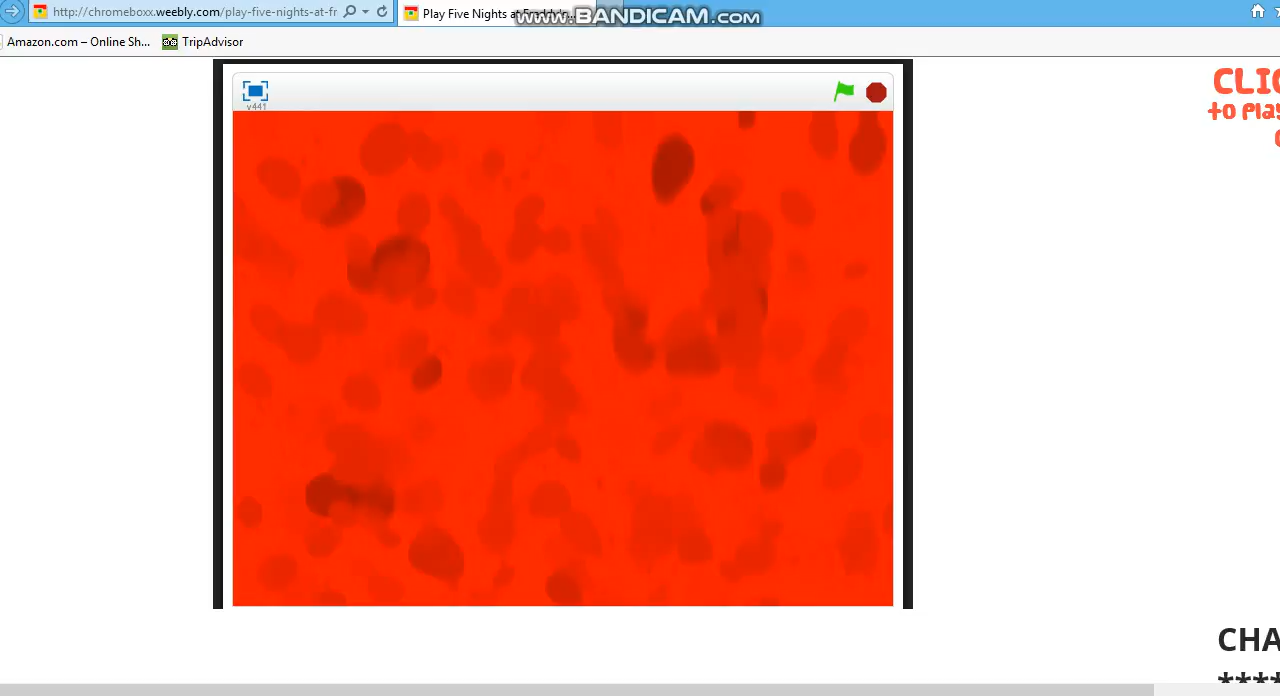 http://chromeboxx.weebly.com/play-five-nights-at-fr
Play Five Nights at
www.BANDICAM.com
Amazon.com – Online Sh...
TripAdvisor
v441
CLIC
to play
CHA
****